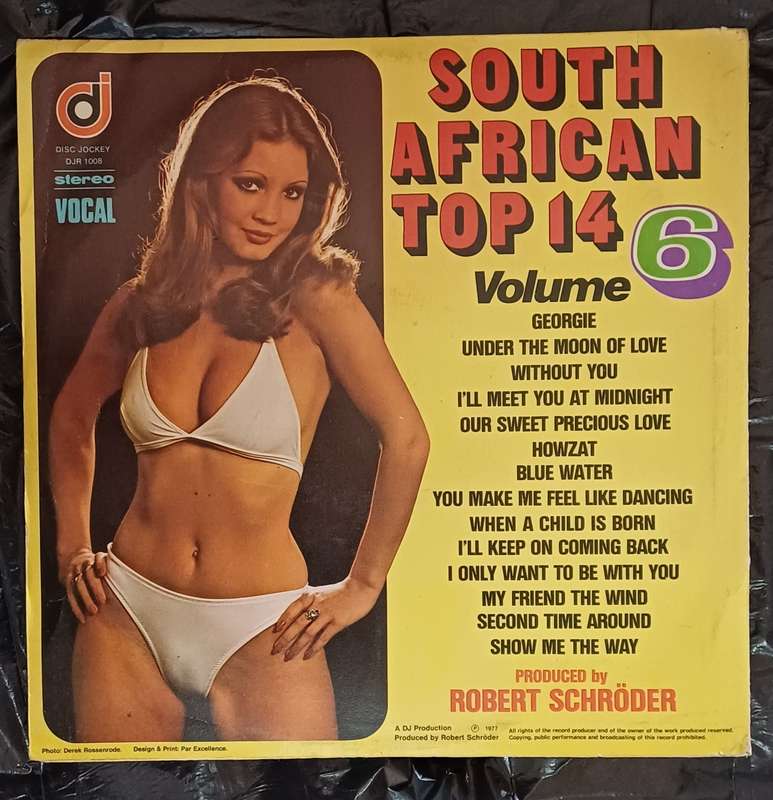 dj
DISC JOCKEY
DJR 1008
stereo
VOCAL
SOUTH
AFRICAN
TOP 14
Volume 6
GEORGIE
UNDER THE MOON OF LOVE
WITHOUT YOU
I'LL MEET YOU AT MIDNIGHT
OUR SWEET PRECIOUS LOVE
HOWZAT
BLUE WATER
YOU MAKE ME FEEL LIKE DANCING
WHEN A CHILD IS BORN
I'LL KEEP ON COMING BACK
I ONLY WANT TO BE WITH YOU
MY FRIEND THE WIND
SECOND TIME AROUND
SHOW ME THE WAY
PRODUCED by
ROBERT SCHRÖDER
A DJ Production ℗ 1977
Produced by Robert Schröder
All rights of the record producer and of the owner of the work produced reserved.
Copying, public performance and broadcasting of this record prohibited.
Photo: Derek Rossenrode. Design & Print: Par Excellence.